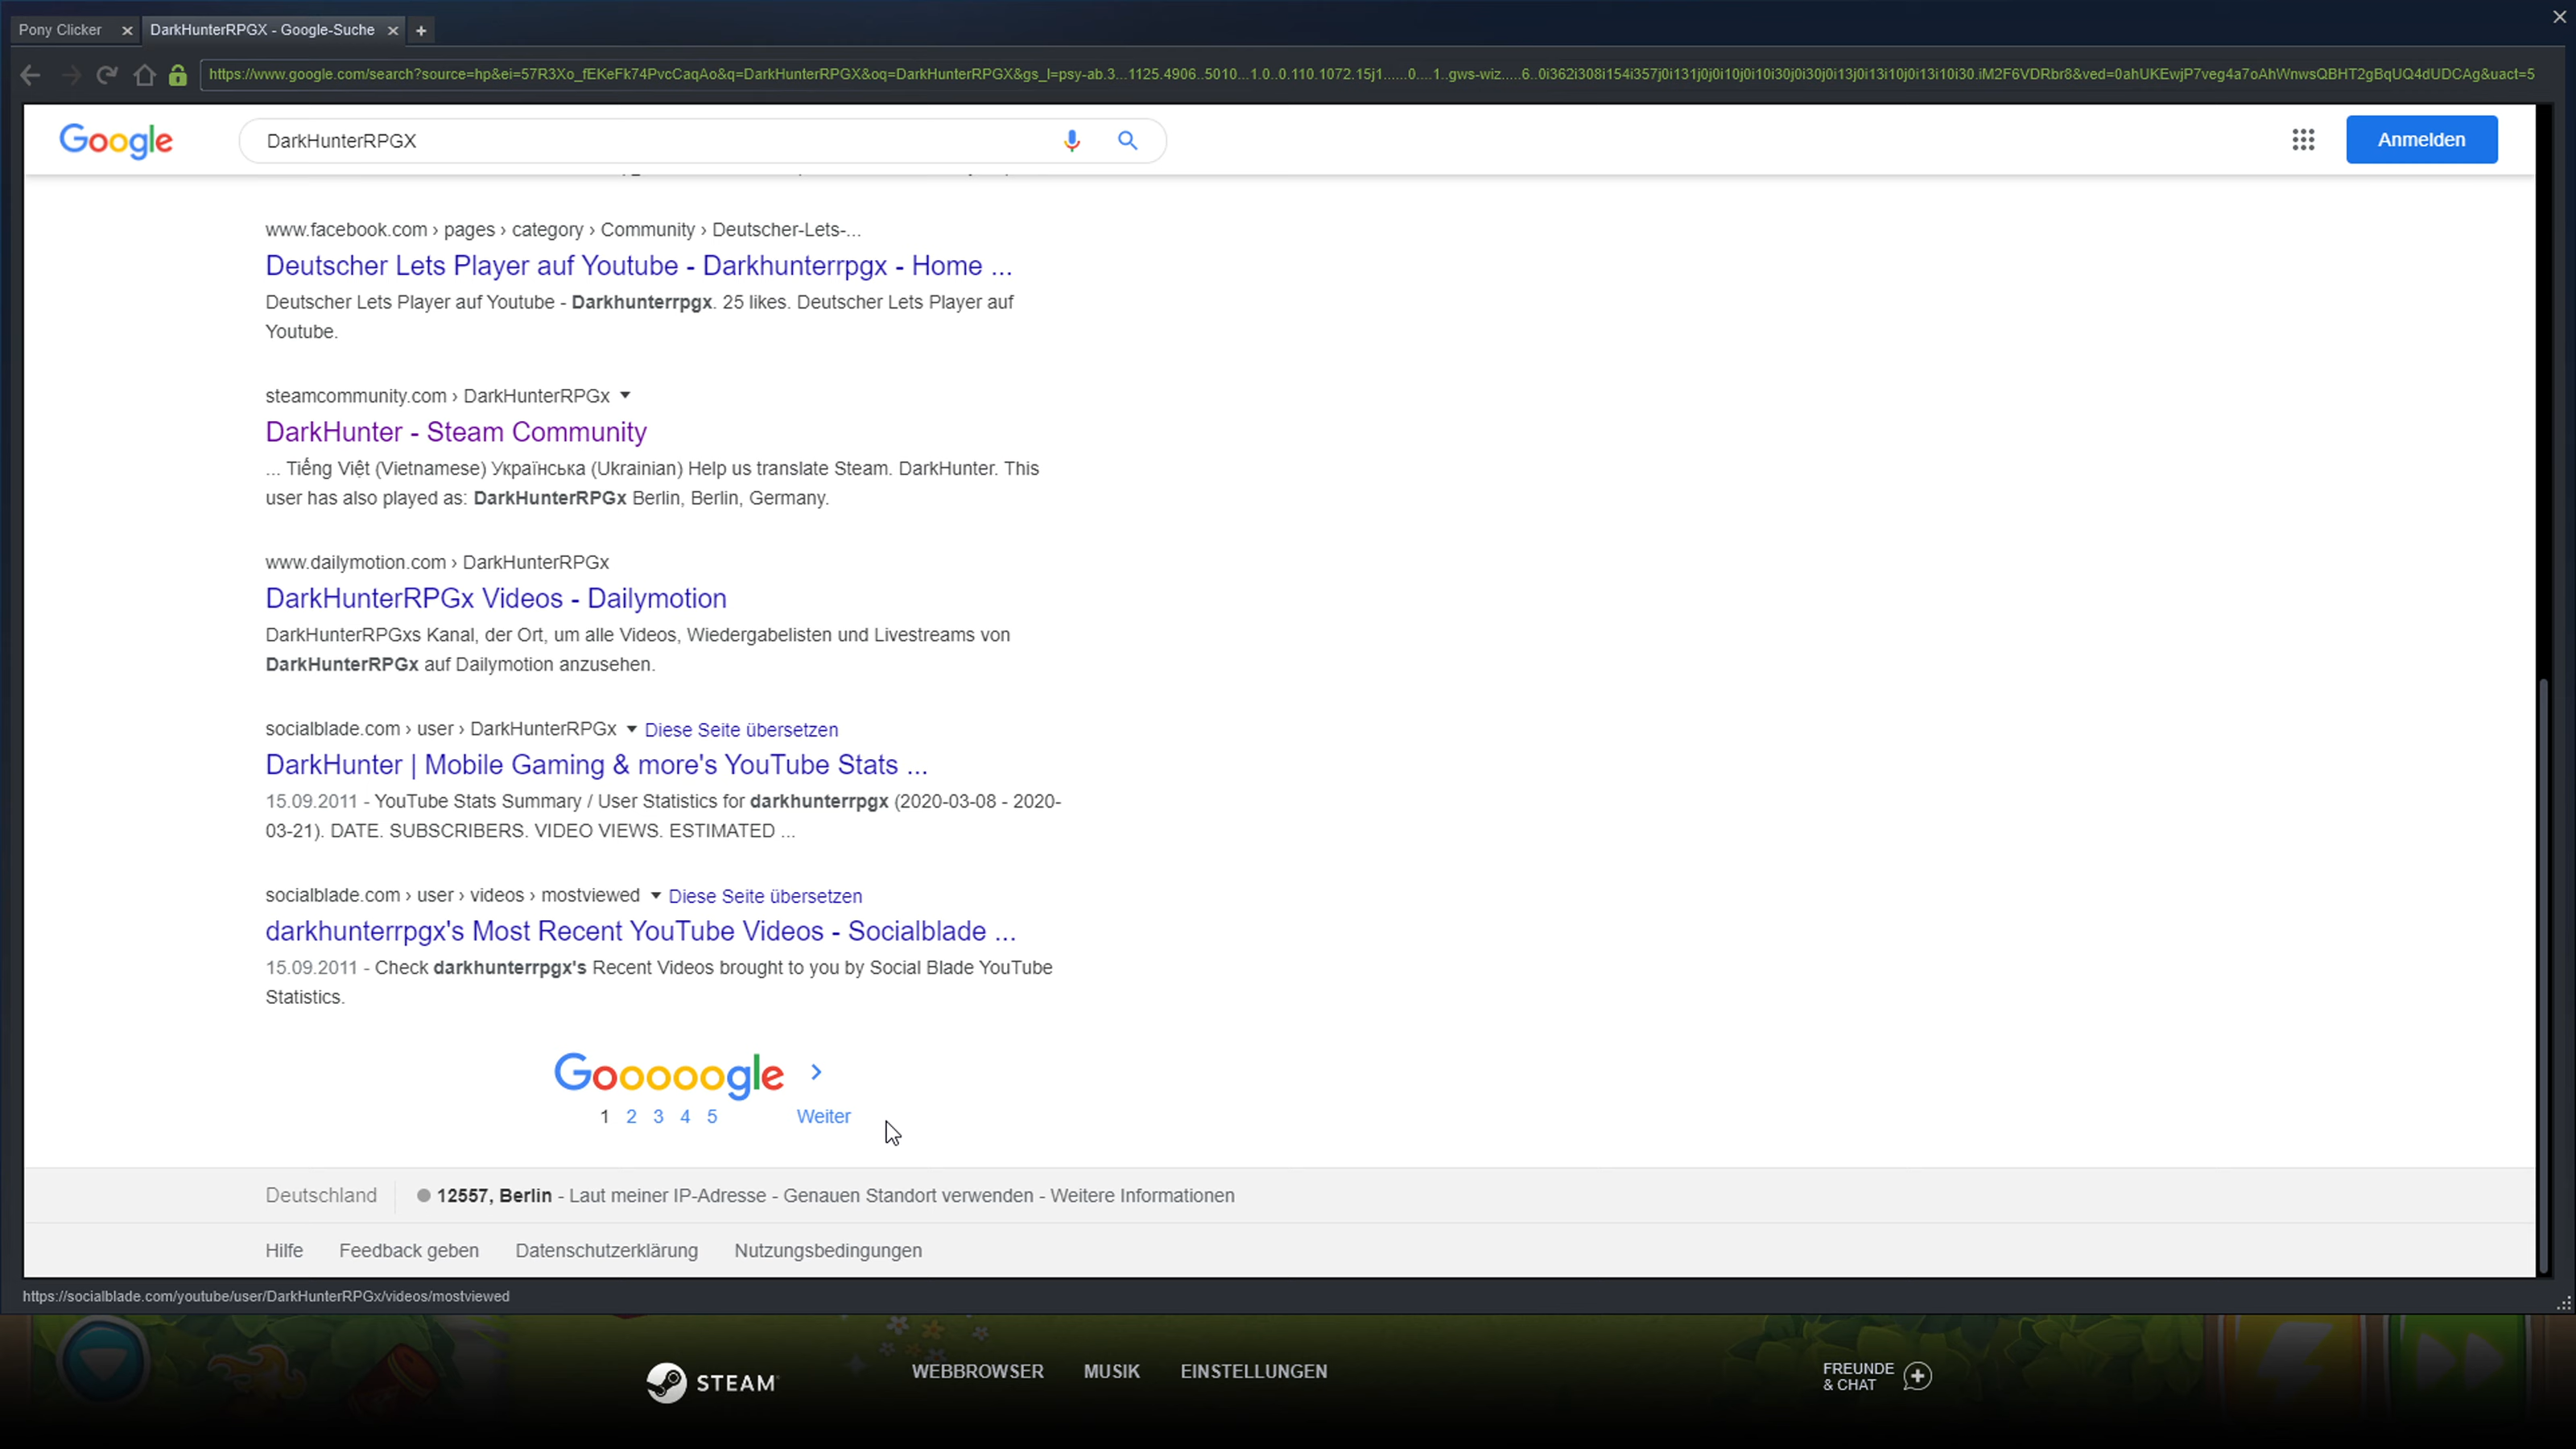 Pony Clicker
DarkHunterRPGX - Google-Suche
https://www.google.com/search?source=hp&ei=57R3Xo_fEKeFk74PvcCaqAo&q=DarkHunterRPGX&oq=DarkHunterRPGX&gs_l=psy-ab.3...1125.4906..5010...1.0..0.110.1072.15j1......0....1..gws-wiz.....6..0i362i308i154i357j0i131j0j0i10j0i10i30j0i30j0i13j0i13i10j0i13i10i30.iM2F6VDRbr8&ved=0ahUKEwjP7veg4a7oAhWnwsQBHT2gBqUQ4dUDCAg&uact=5
Google
DarkHunterRPGX
Anmelden
www.facebook.com › pages › category › Community › Deutscher-Lets-...
Deutscher Lets Player auf Youtube - Darkhunterrpgx - Home ...
Deutscher Lets Player auf Youtube - Darkhunterrpgx. 25 likes. Deutscher Lets Player auf
Youtube.
steamcommunity.com › DarkHunterRPGx
DarkHunter - Steam Community
... Tiếng Việt (Vietnamese) Українська (Ukrainian) Help us translate Steam. DarkHunter. This
user has also played as: DarkHunterRPGx Berlin, Berlin, Germany.
www.dailymotion.com › DarkHunterRPGx
DarkHunterRPGx Videos - Dailymotion
DarkHunterRPGxs Kanal, der Ort, um alle Videos, Wiedergabelisten und Livestreams von
DarkHunterRPGx auf Dailymotion anzusehen.
socialblade.com › user › DarkHunterRPGx Diese Seite übersetzen
DarkHunter | Mobile Gaming & more's YouTube Stats ...
15.09.2011 - YouTube Stats Summary / User Statistics for darkhunterrpgx (2020-03-08 - 2020-
03-21). DATE. SUBSCRIBERS. VIDEO VIEWS. ESTIMATED ...
socialblade.com › user › videos › mostviewed Diese Seite übersetzen
darkhunterrpgx's Most Recent YouTube Videos - Socialblade ...
15.09.2011 - Check darkhunterrpgx's Recent Videos brought to you by Social Blade YouTube
Statistics.
Gooooogle
1 2 3 4 5 Weiter
Deutschland 12557, Berlin - Laut meiner IP-Adresse - Genauen Standort verwenden - Weitere Informationen
Hilfe Feedback geben Datenschutzerklärung Nutzungsbedingungen
https://socialblade.com/youtube/user/DarkHunterRPGx/videos/mostviewed
STEAM
WEBBROWSER MUSIK EINSTELLUNGEN
FREUNDE
& CHAT